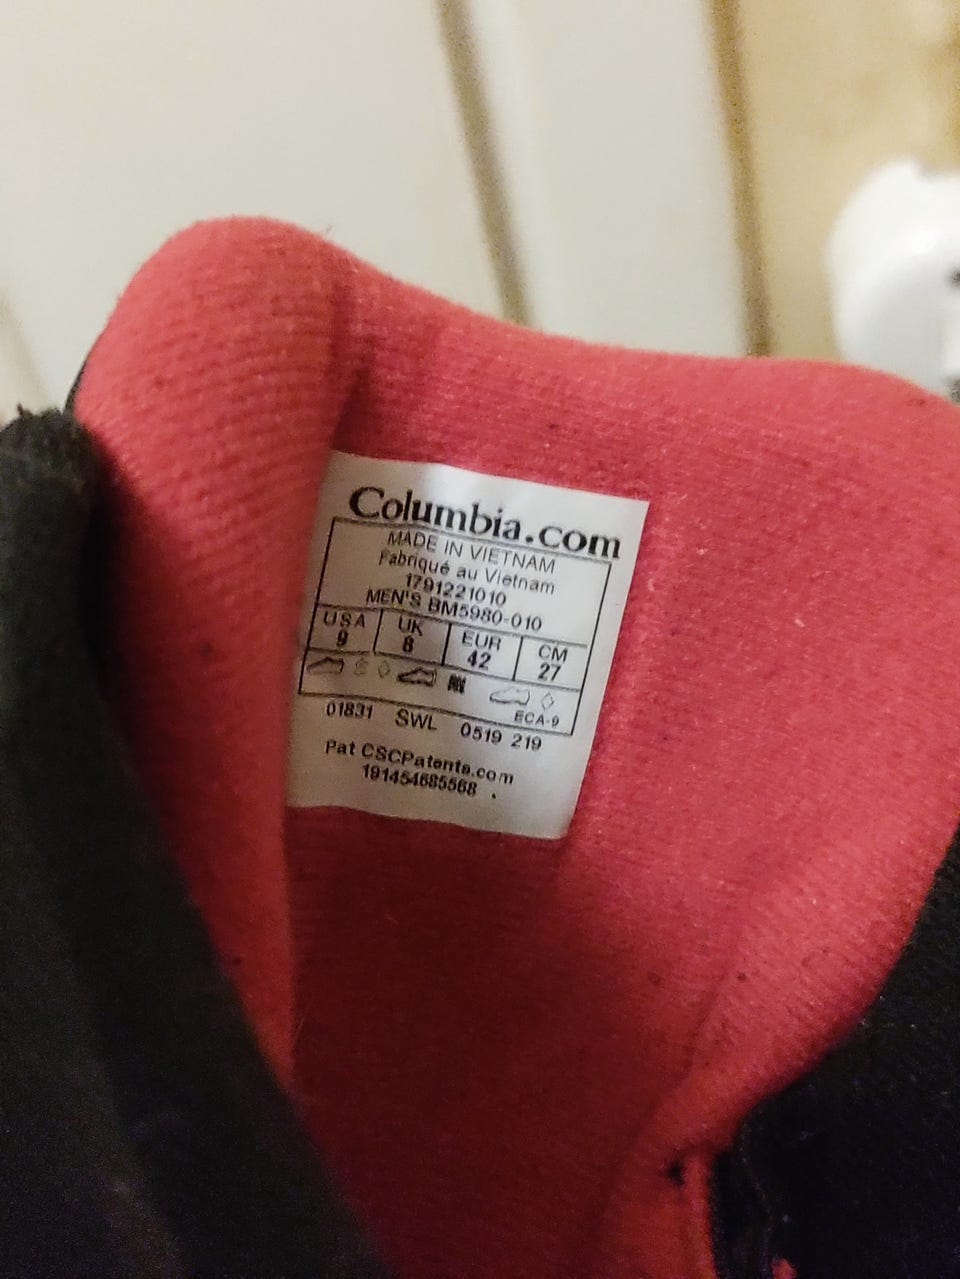 Columbia.com
MADE IN VIETNAM
Fabriqué au Vietnam
1791221010
MEN'S BM5980-010
USA UK EUR CM
9 8 42 27
ECA-9
01831 SWL 0519 219
Pat CSCPatents.com
191454685568